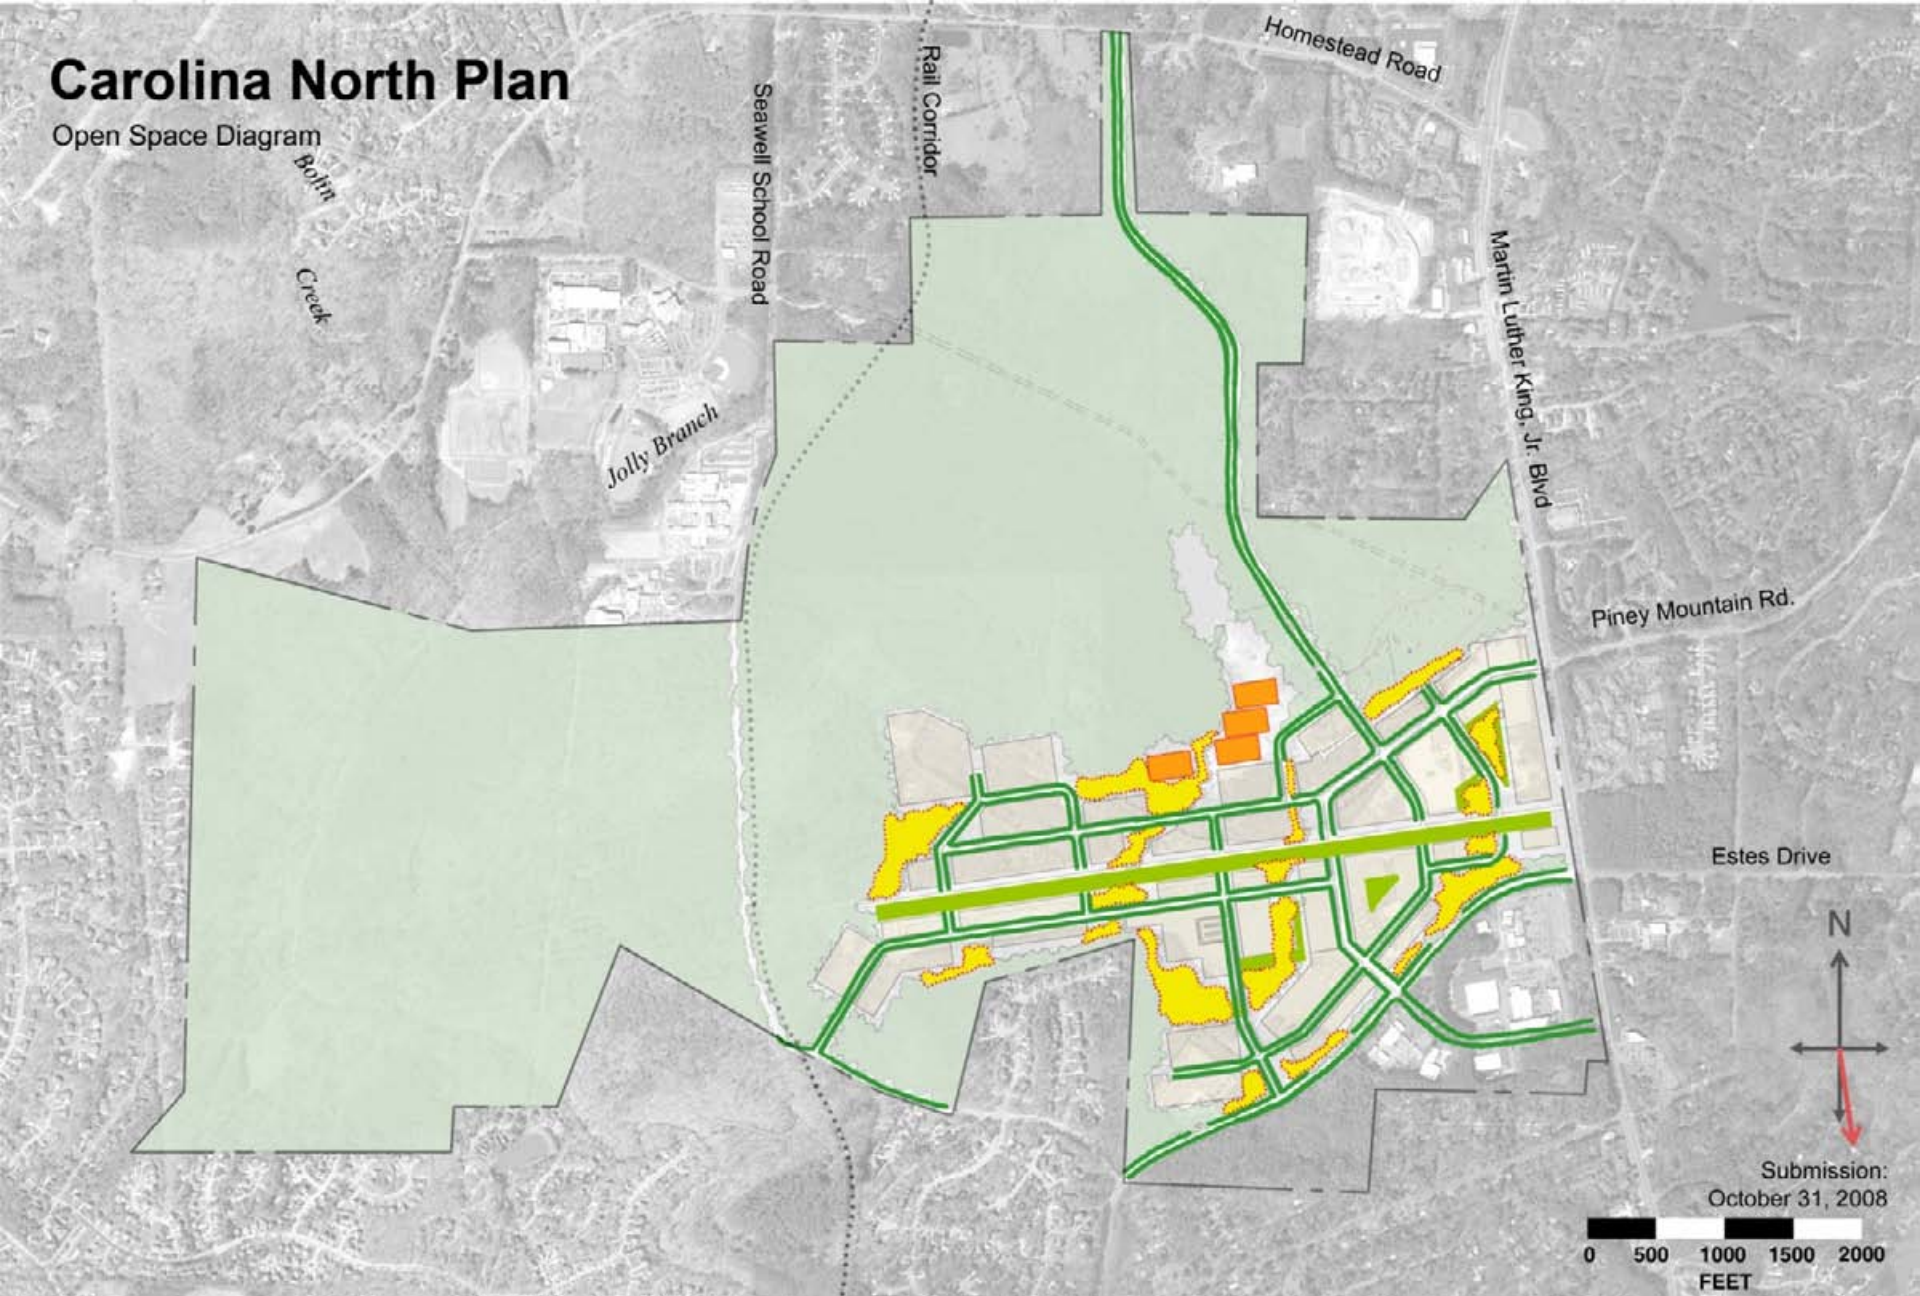 Carolina North Plan
Open Space Diagram
Bolin
Creek
Seawell School Road
Rail Corridor
Homestead Road
Jolly Branch
Martin Luther King, Jr. Blvd
Piney Mountain Rd.
Estes Drive
N
Submission:
October 31, 2008
0 500 1000 1500 2000
FEET